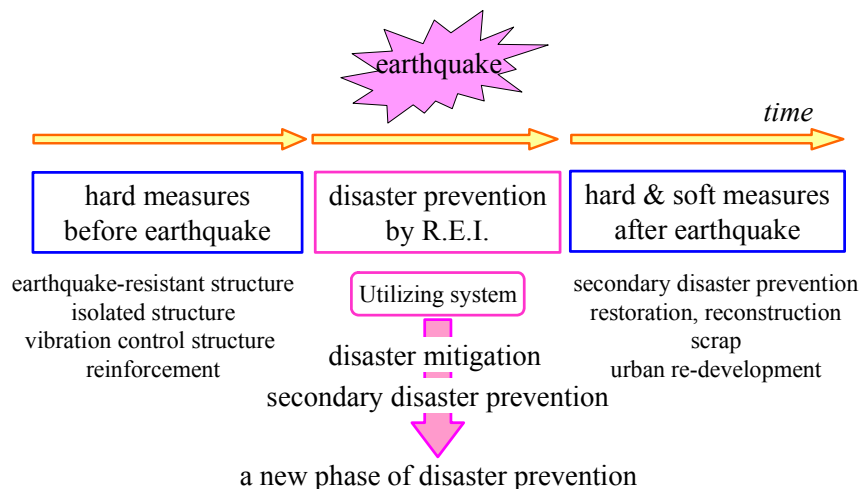 earthquake
time
hard measures
before earthquake
disaster prevention
by R.E.I.
hard & soft measures
after earthquake
earthquake-resistant structure
isolated structure
vibration control structure
reinforcement
Utilizing system
disaster mitigation
secondary disaster prevention
a new phase of disaster prevention
secondary disaster prevention
restoration, reconstruction
scrap
urban re-development